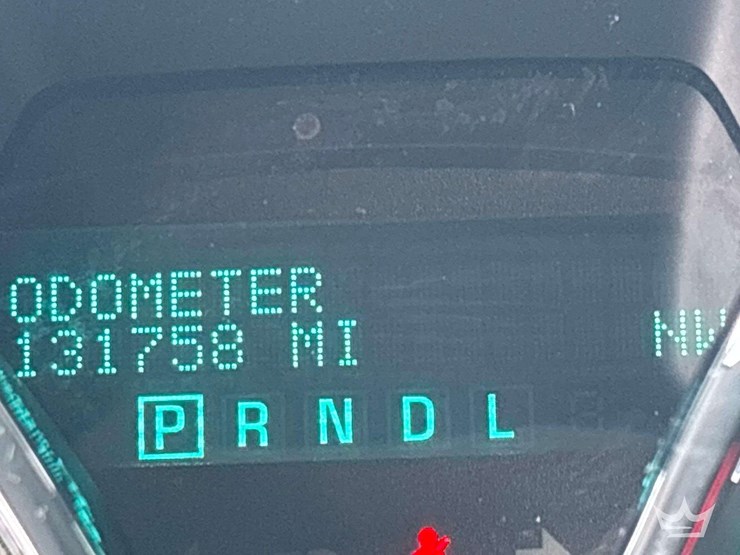 ODOMETER
131758 MI NW
P R N D L